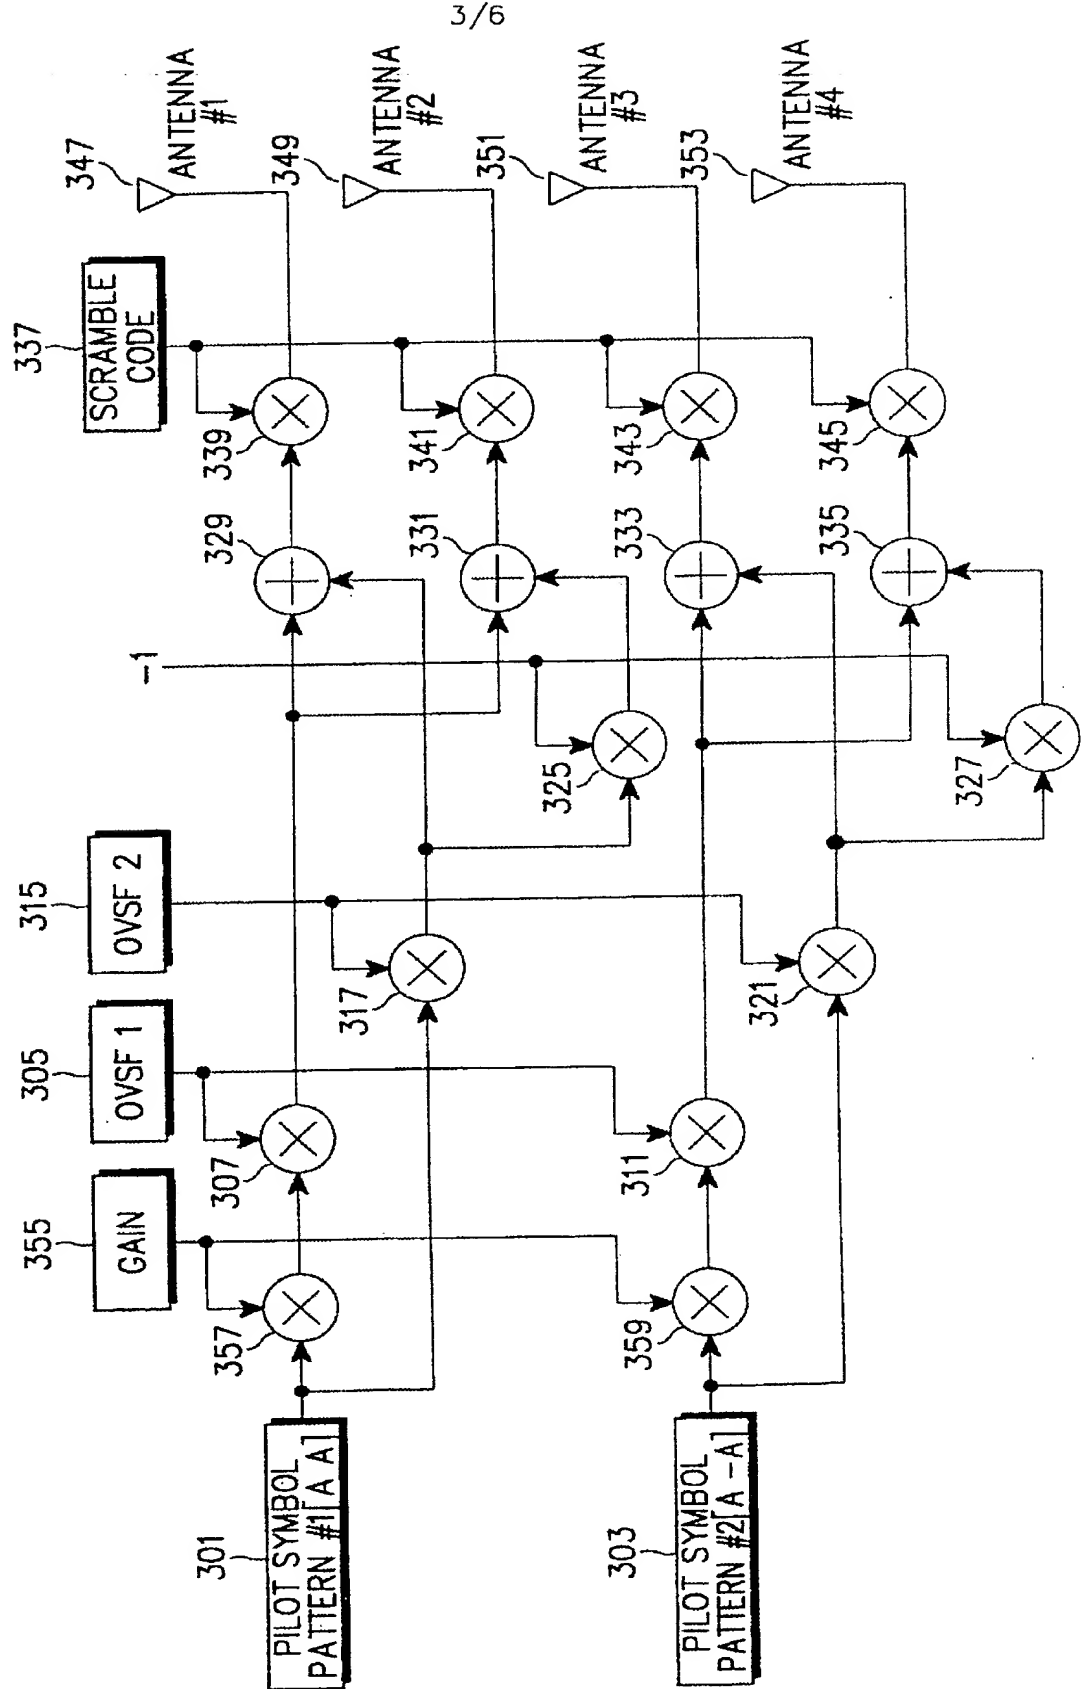 3/6
337
SCRAMBLE
CODE
347
ANTENNA
#1
349
ANTENNA
#2
351
ANTENNA
#3
353
ANTENNA
#4
339
341
343
345
329
331
333
335
-1
325
327
315
OVSF 2
317
321
305
OVSF 1
307
311
355
GAIN
357
359
301
PILOT SYMBOL
PATTERN #1[A A]
303
PILOT SYMBOL
PATTERN #2[A -A]